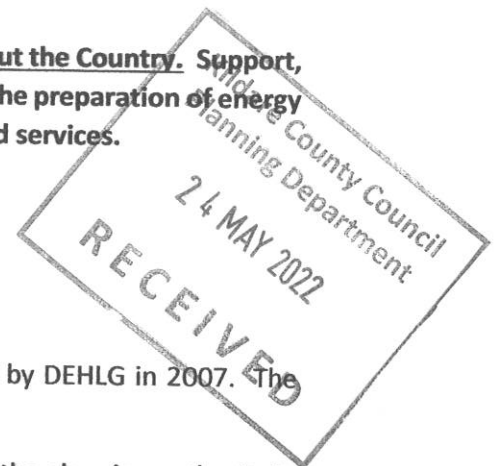 ut the Country. Support,
he preparation of energy
d services.
Kildare County Council
Planning Department
24 MAY 2022
RECEIVED
by DEHLG in 2007. The